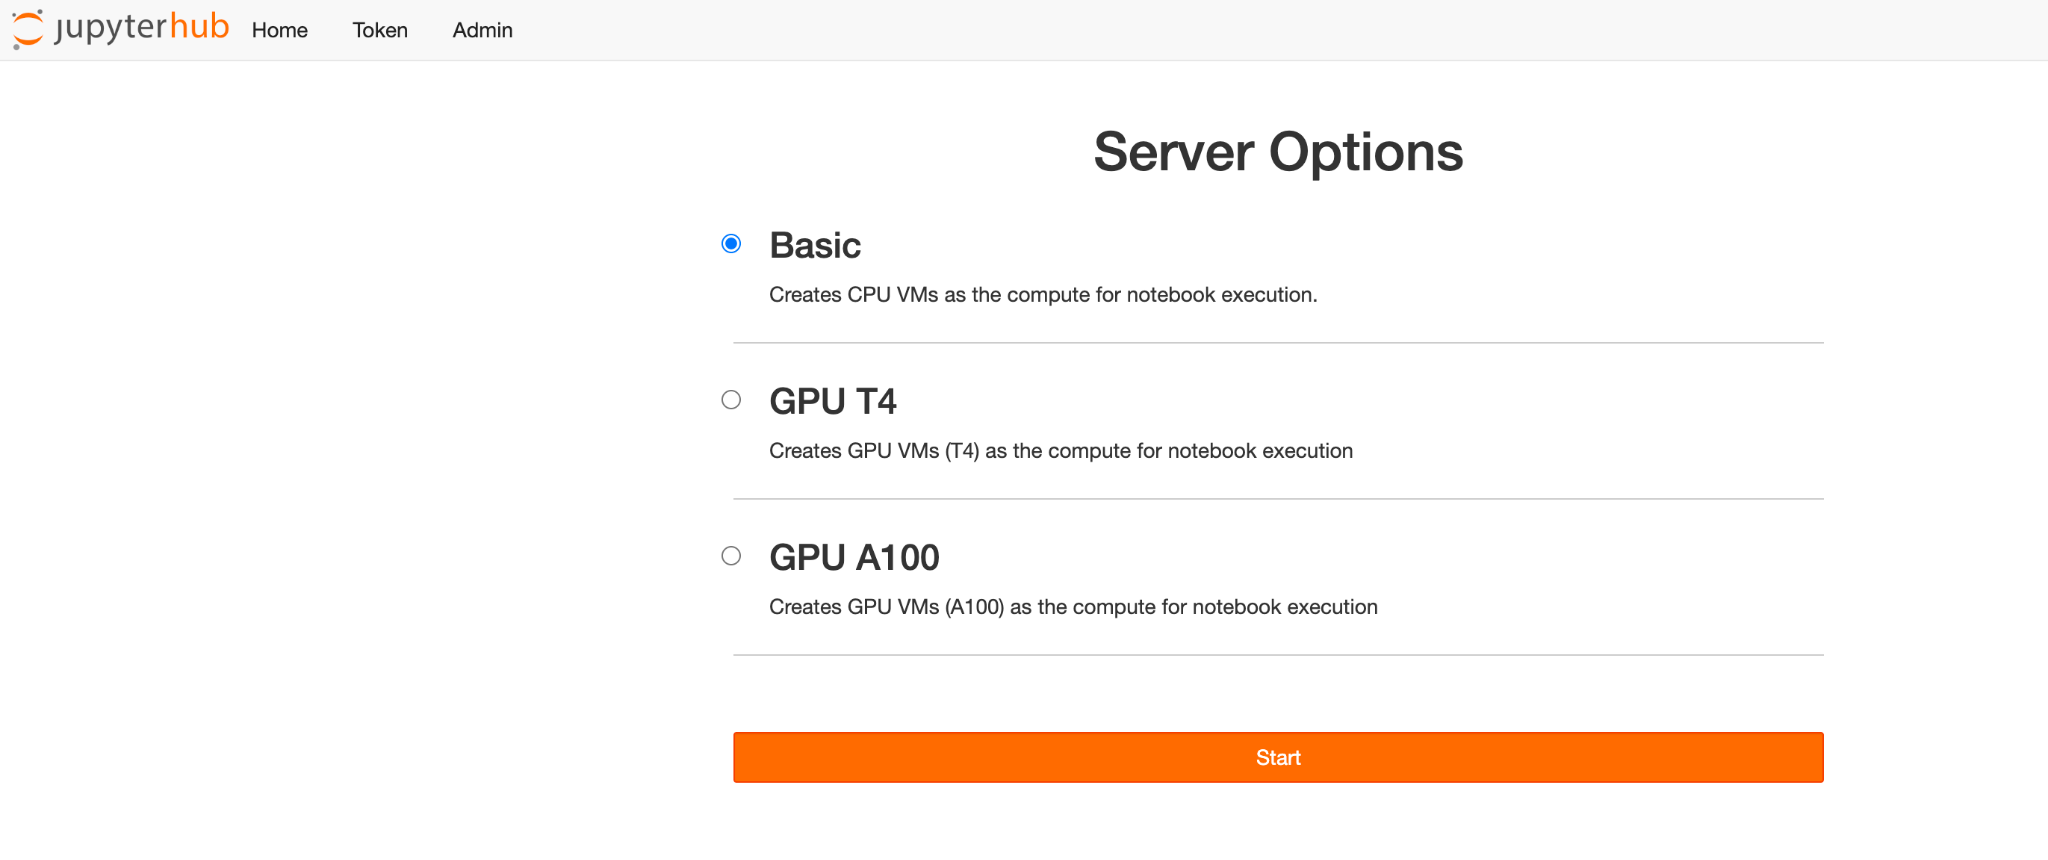 jupyterhub Home Token Admin
Server Options
Basic
Creates CPU VMs as the compute for notebook execution.
GPU T4
Creates GPU VMs (T4) as the compute for notebook execution
GPU A100
Creates GPU VMs (A100) as the compute for notebook execution
Start